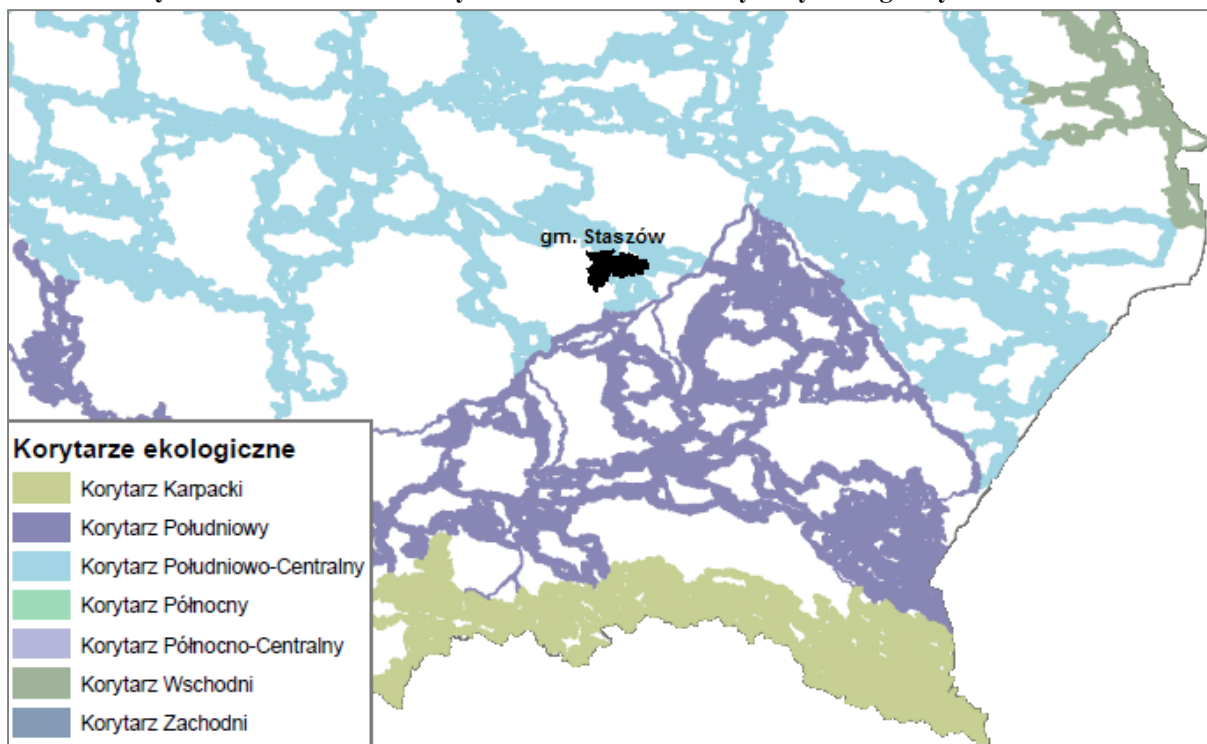 gm. Staszów
Korytarze ekologiczne
Korytarz Karpacki
Korytarz Południowy
Korytarz Południowo-Centralny
Korytarz Północny
Korytarz Północno-Centralny
Korytarz Wschodni
Korytarz Zachodni